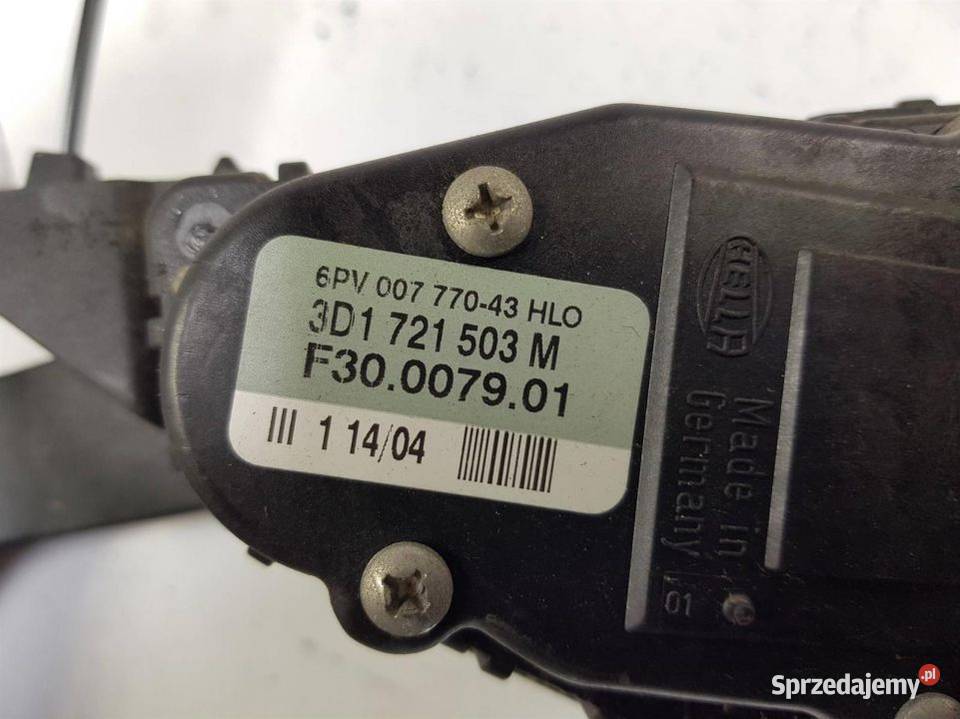 6PV 007 770-43 HLO
3D1 721 503 M
F30.0079.01
III 1 14/04
HELLA
Made in
Germany
Sprzedajemy.pl